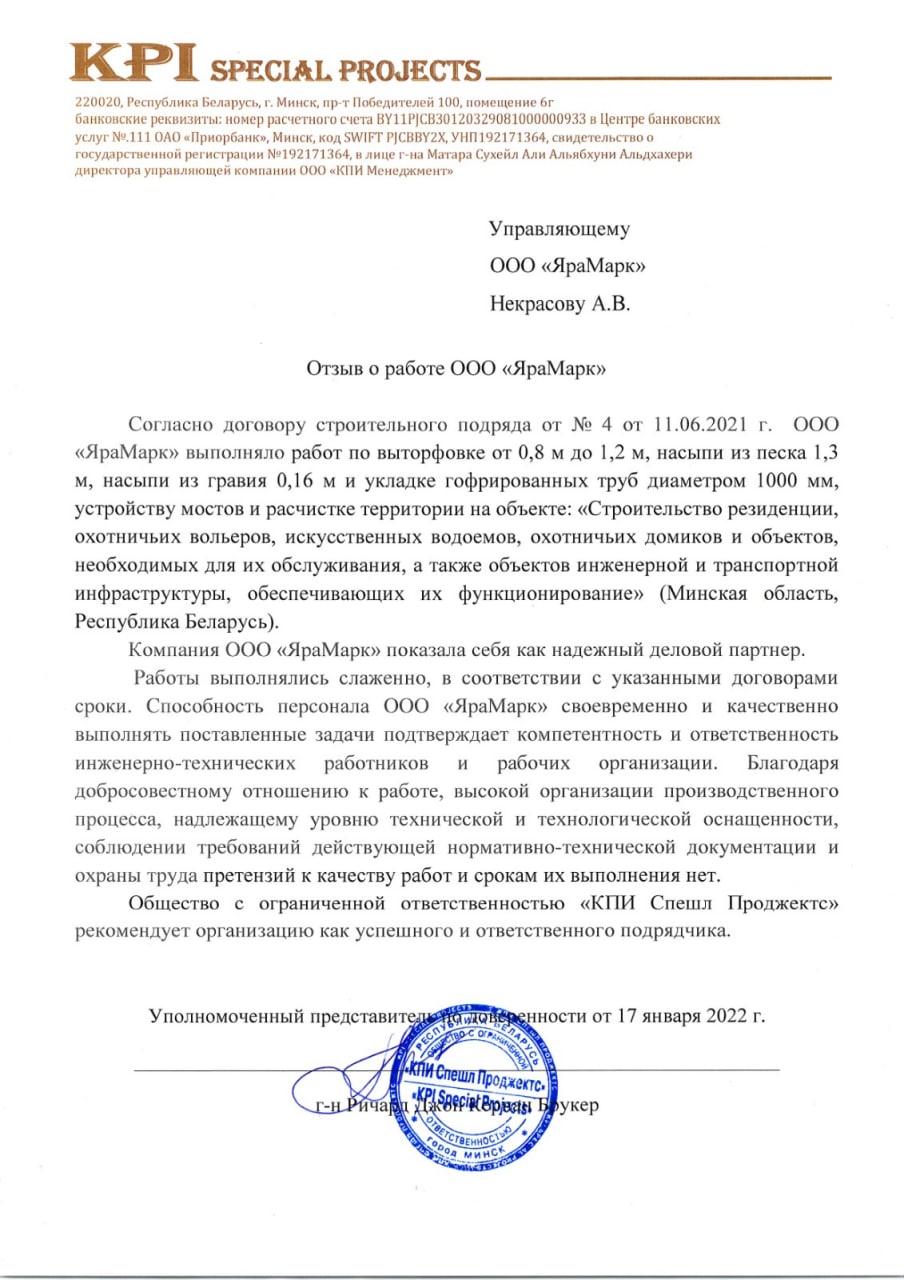 KPI SPECIAL PROJECTS
220020, Республика Беларусь, г. Минск, пр-т Победителей 100, помещение 6г
банковские реквизиты: номер расчетного счета BY11PJCB30120329081000000933 в Центре банковских
услуг №.111 ОАО «Приорбанк», Минск, код SWIFT PJCBBY2X, УНП192171364, свидетельство о
государственной регистрации №192171364, в лице г-на Матара Сухейл Али Альябхуни Альдхахери
директора управляющей компании ООО «КПИ Менеджмент»
Управляющему
ООО «ЯраМарк»
Некрасову А.В.
Отзыв о работе ООО «ЯраМарк»
Согласно договору строительного подряда от № 4 от 11.06.2021 г. ООО
«ЯраМарк» выполняло работ по выторфовке от 0,8 м до 1,2 м, насыпи из песка 1,3
м, насыпи из гравия 0,16 м и укладке гофрированных труб диаметром 1000 мм,
устройству мостов и расчистке территории на объекте: «Строительство резиденции,
охотничьих вольеров, искусственных водоемов, охотничьих домиков и объектов,
необходимых для их обслуживания, а также объектов инженерной и транспортной
инфраструктуры, обеспечивающих их функционирование» (Минская область,
Республика Беларусь).
Компания ООО «ЯраМарк» показала себя как надежный деловой партнер.
Работы выполнялись слаженно, в соответствии с указанными договорами
сроки. Способность персонала ООО «ЯраМарк» своевременно и качественно
выполнять поставленные задачи подтверждает компетентность и ответственность
инженерно-технических работников и рабочих организации. Благодаря
добросовестному отношению к работе, высокой организации производственного
процесса, надлежащему уровню технической и технологической оснащенности,
соблюдении требований действующей нормативно-технической документации и
охраны труда претензий к качеству работ и срокам их выполнения нет.
Общество с ограниченной ответственностью «КПИ Спешл Проджектс»
рекомендует организацию как успешного и ответственного подрядчика.
Уполномоченный представитель по доверенности от 17 января 2022 г.
РЕСПУБЛИКА БЕЛАРУСЬ
ОБЩЕСТВО С ОГРАНИЧЕННОЙ
«КПИ Спешл Проджектс»
«KPI Special Projects»
г-н Ричард Джон Брукер
ОТВЕТСТВЕННОСТЬЮ
ГОРОД МИНСК